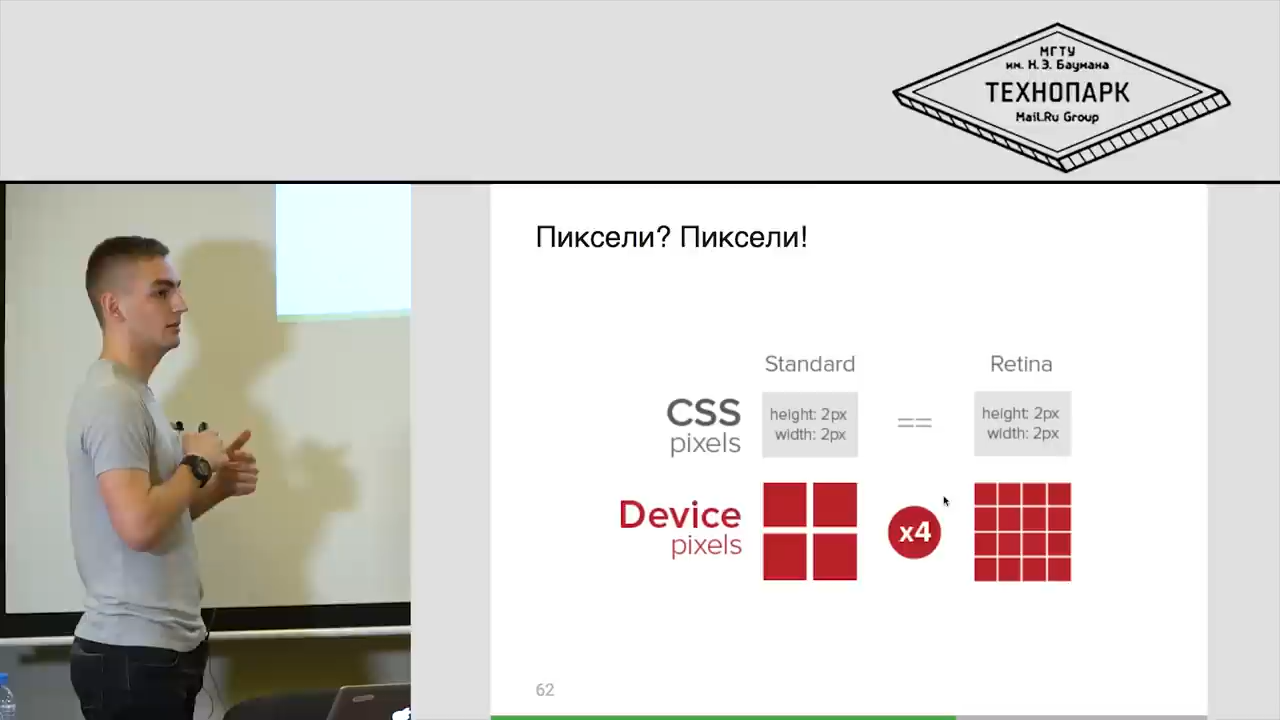 МГТУ
им. Н.Э. Баумана
ТЕХНОПАРК
Mail.Ru Group
Пиксели? Пиксели!
Standard
Retina
CSS
pixels
height: 2px
width: 2px
==
height: 2px
width: 2px
Device
pixels
x4
62